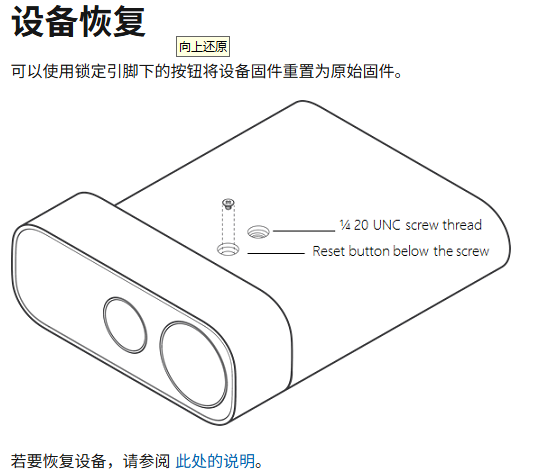 设备恢复
向上还原
可以使用锁定引脚下的按钮将设备固件重置为原始固件。
¼ 20 UNC screw thread
Reset button below the screw
若要恢复设备，请参阅 此处的说明。